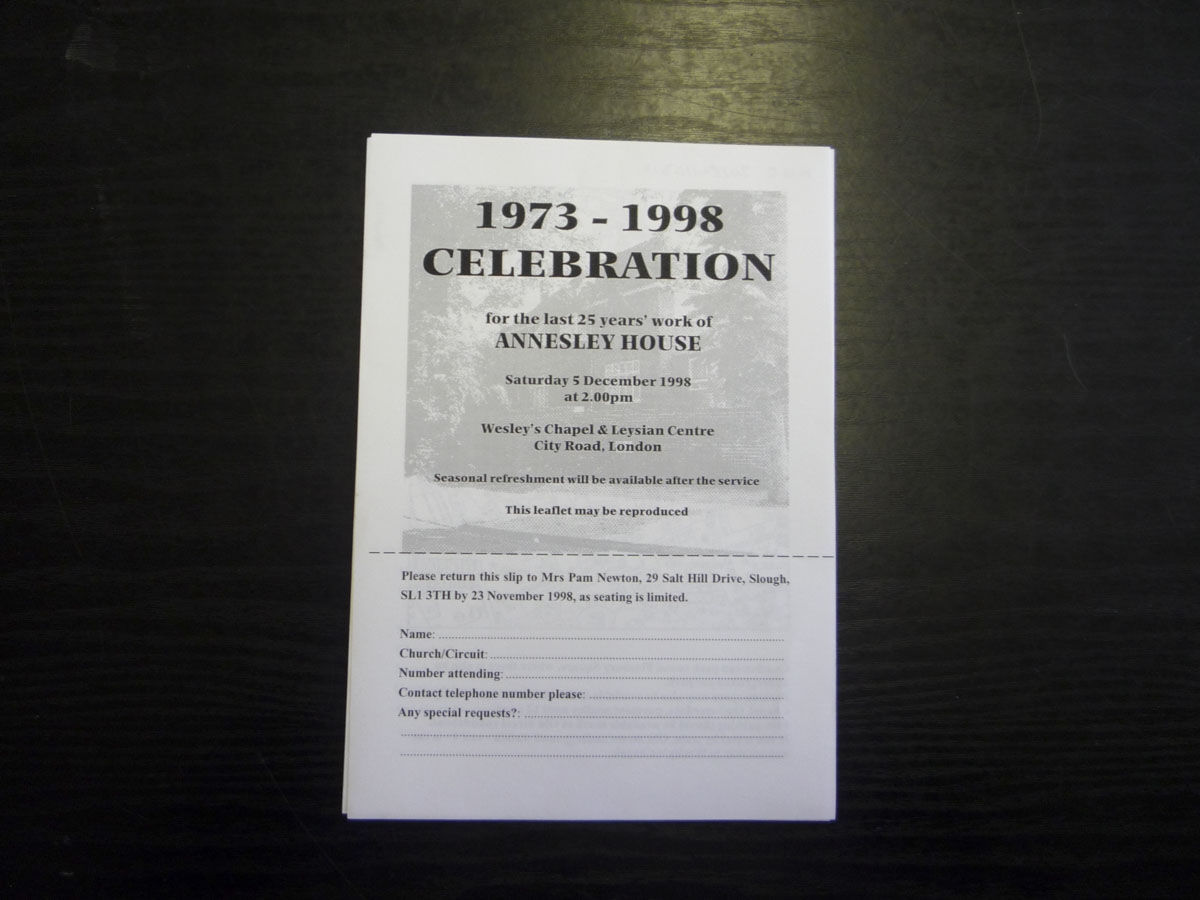 1973 - 1998
CELEBRATION
for the last 25 years' work of
ANNESLEY HOUSE
Saturday 5 December 1998
at 2.00pm
Wesley's Chapel & Leysian Centre
City Road, London
Seasonal refreshment will be available after the service
This leaflet may be reproduced
Please return this slip to Mrs Pam Newton, 29 Salt Hill Drive, Slough,
SL1 3TH by 23 November 1998, as seating is limited.
Name:
Church/Circuit:
Number attending:
Contact telephone number please:
Any special requests?: